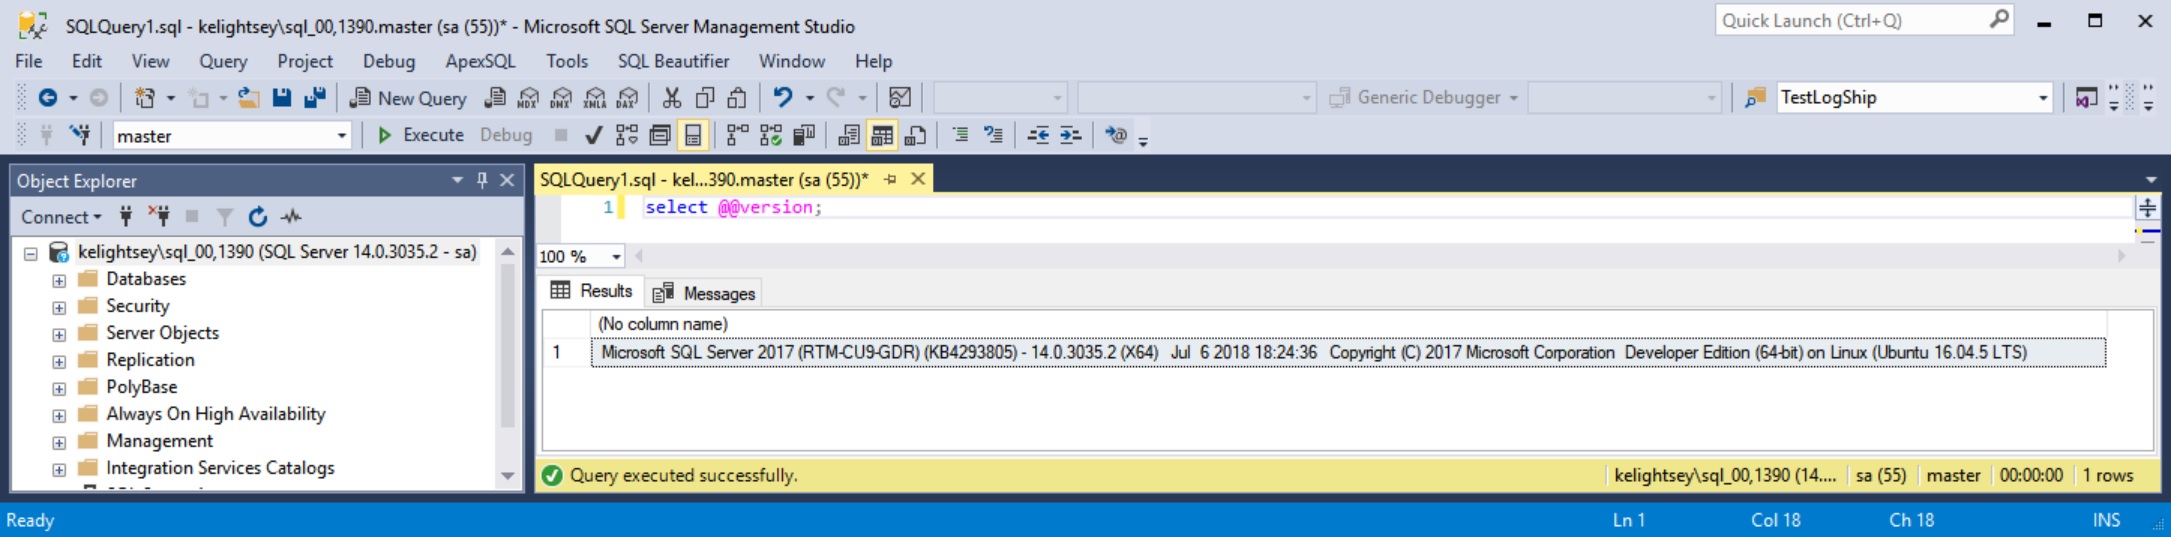 SQLQuery1.sql - kelightsey\sql_00,1390.master (sa (55))* - Microsoft SQL Server Management Studio
Quick Launch (Ctrl+Q)
File Edit View Query Project Debug ApexSQL Tools SQL Beautifier Window Help
New Query MDX DMX XMLA DAX Generic Debugger TestLogShip
master Execute Debug
Object Explorer
Connect
kelightsey\sql_00,1390 (SQL Server 14.0.3035.2 - sa)
Databases
Security
Server Objects
Replication
PolyBase
Always On High Availability
Management
Integration Services Catalogs
SQLQuery1.sql - kel...390.master (sa (55))*
1 select @@version;
100 %
Results Messages
(No column name)
1 Microsoft SQL Server 2017 (RTM-CU9-GDR) (KB4293805) - 14.0.3035.2 (X64) Jul 6 2018 18:24:36 Copyright (C) 2017 Microsoft Corporation Developer Edition (64-bit) on Linux (Ubuntu 16.04.5 LTS)
Query executed successfully. kelightsey\sql_00,1390 (14.... sa (55) master 00:00:00 1 rows
Ready Ln 1 Col 18 Ch 18 INS